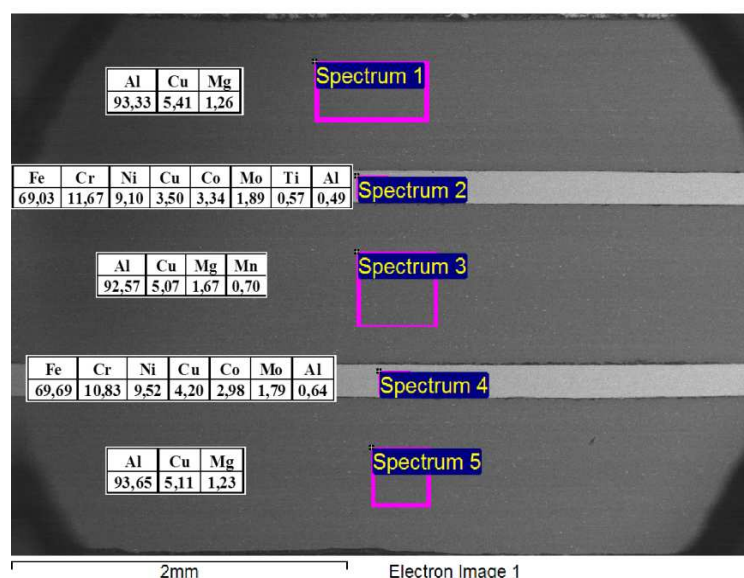 Spectrum 1
Al Cu Mg
93,33 5,41 1,26
Fe Cr Ni Cu Co Mo Ti Al
69,03 11,67 9,10 3,50 3,34 1,89 0,57 0,49
Spectrum 2
Al Cu Mg Mn
92,57 5,07 1,67 0,70
Spectrum 3
Fe Cr Ni Cu Co Mo Al
69,69 10,83 9,52 4,20 2,98 1,79 0,64
Spectrum 4
Al Cu Mg
93,65 5,11 1,23
Spectrum 5
2mm
Electron Image 1